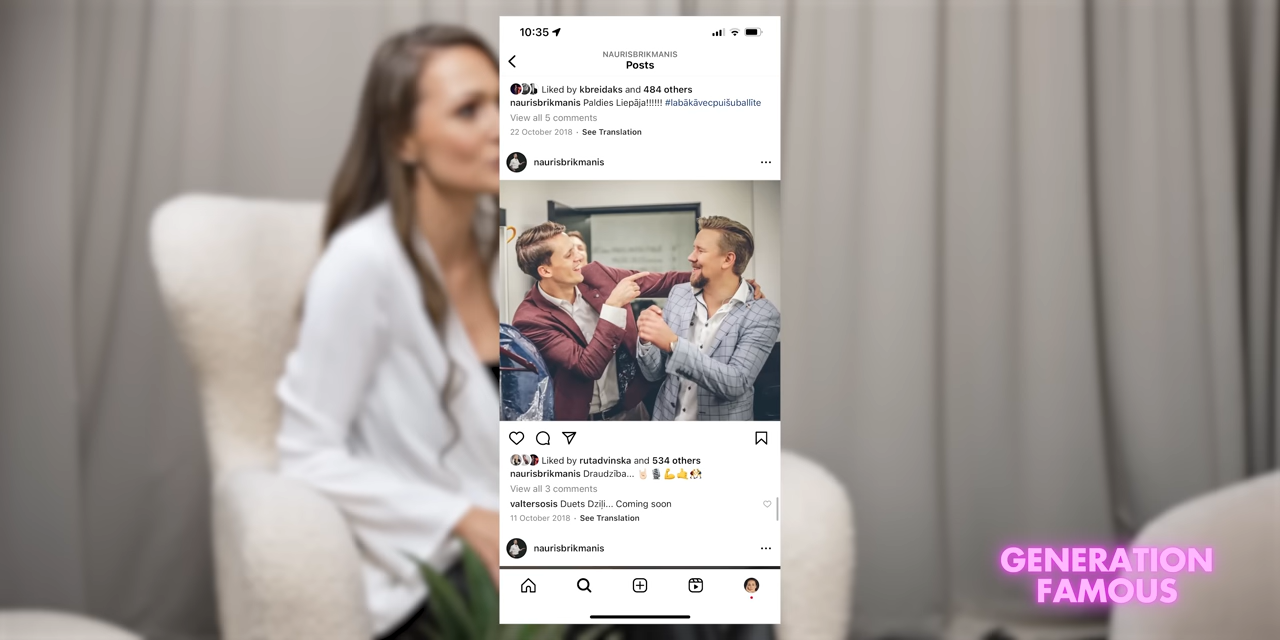 10:35
NAURISBRIKMANIS
Posts
Liked by kbreidaks and 484 others
naurisbrikmanis Paldies Liepāja!!!!!! #labākāvecpuišuballīte
View all 5 comments
22 October 2018 · See Translation
naurisbrikmanis
Liked by rutadvinska and 534 others
naurisbrikmanis Draudzība... 🤘🏻🎙💪🤙🐶
View all 3 comments
valtersosis Duets Dziļi... Coming soon
11 October 2018 · See Translation
naurisbrikmanis
GENERATION
FAMOUS